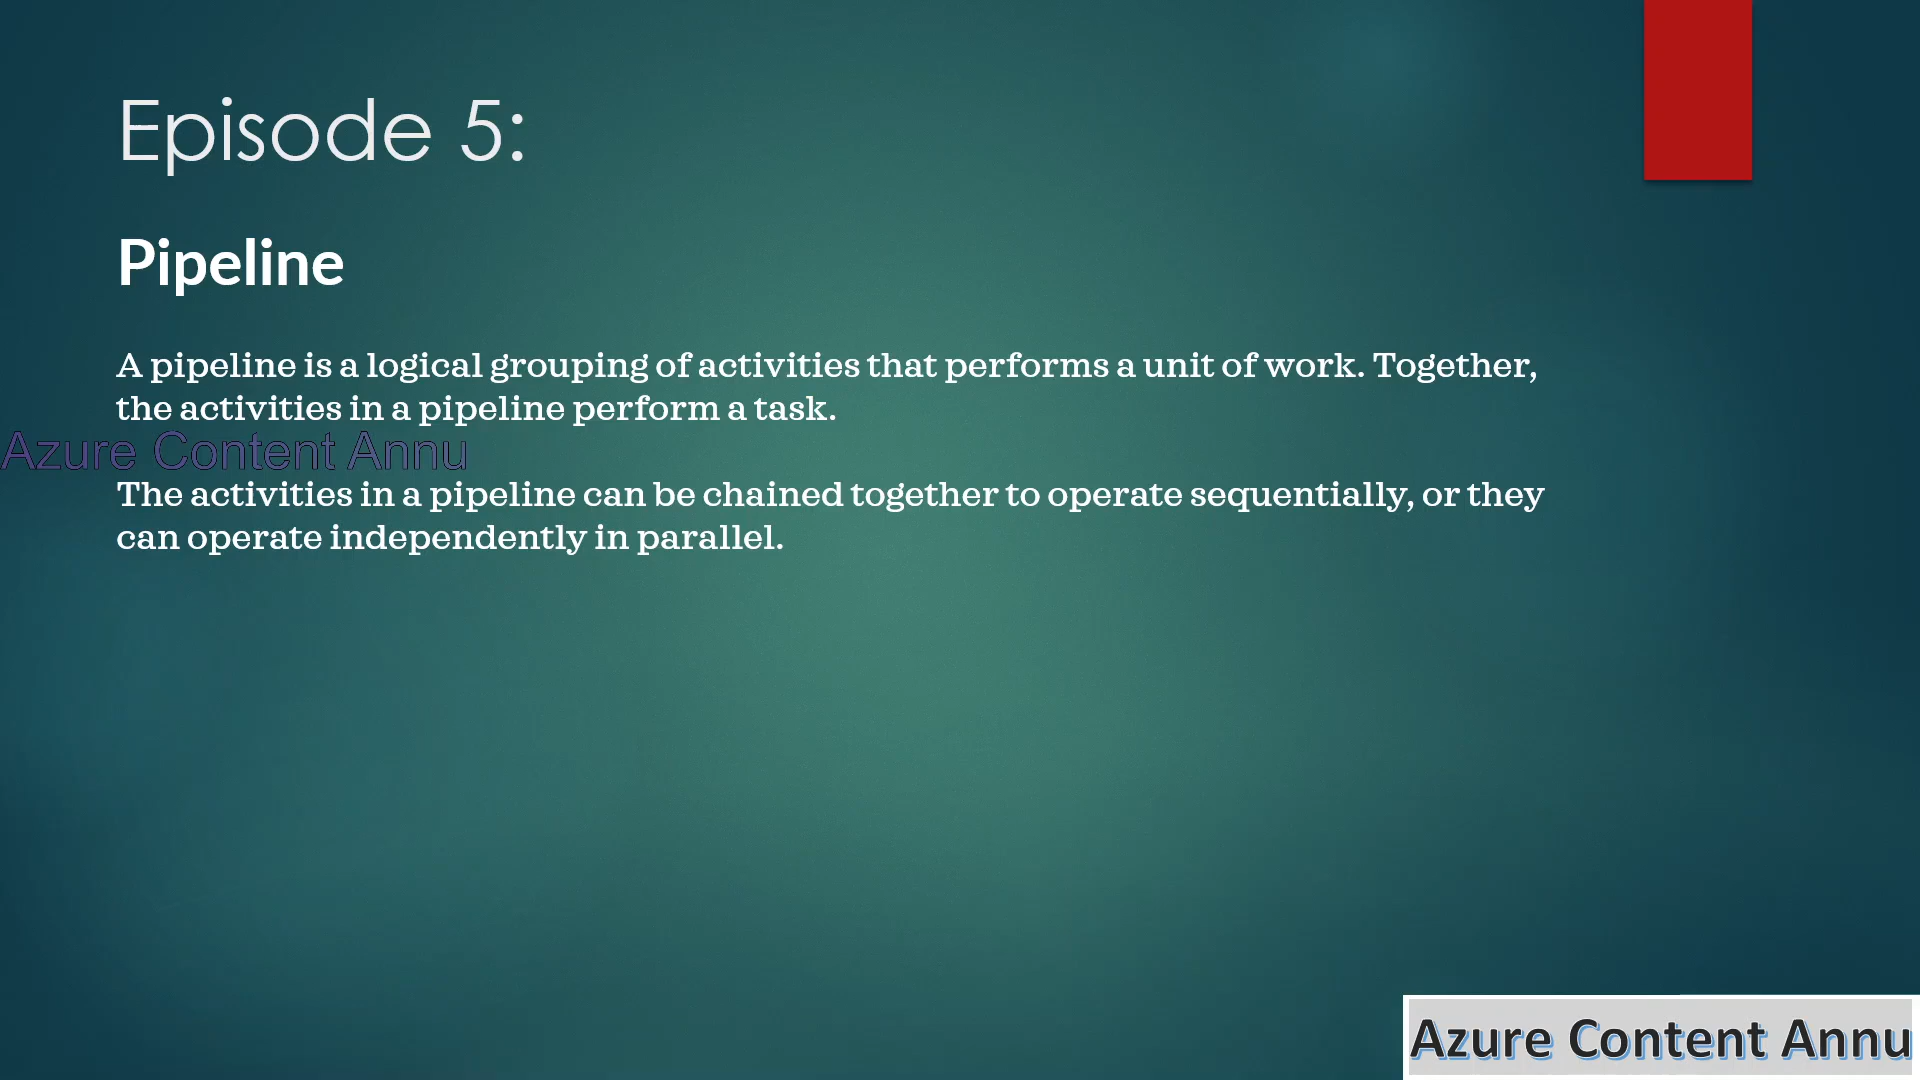 Episode 5:
Pipeline
A pipeline is a logical grouping of activities that performs a unit of work. Together,
the activities in a pipeline perform a task.
Azure Content Annu
The activities in a pipeline can be chained together to operate sequentially, or they
can operate independently in parallel.
Azure Content Annu